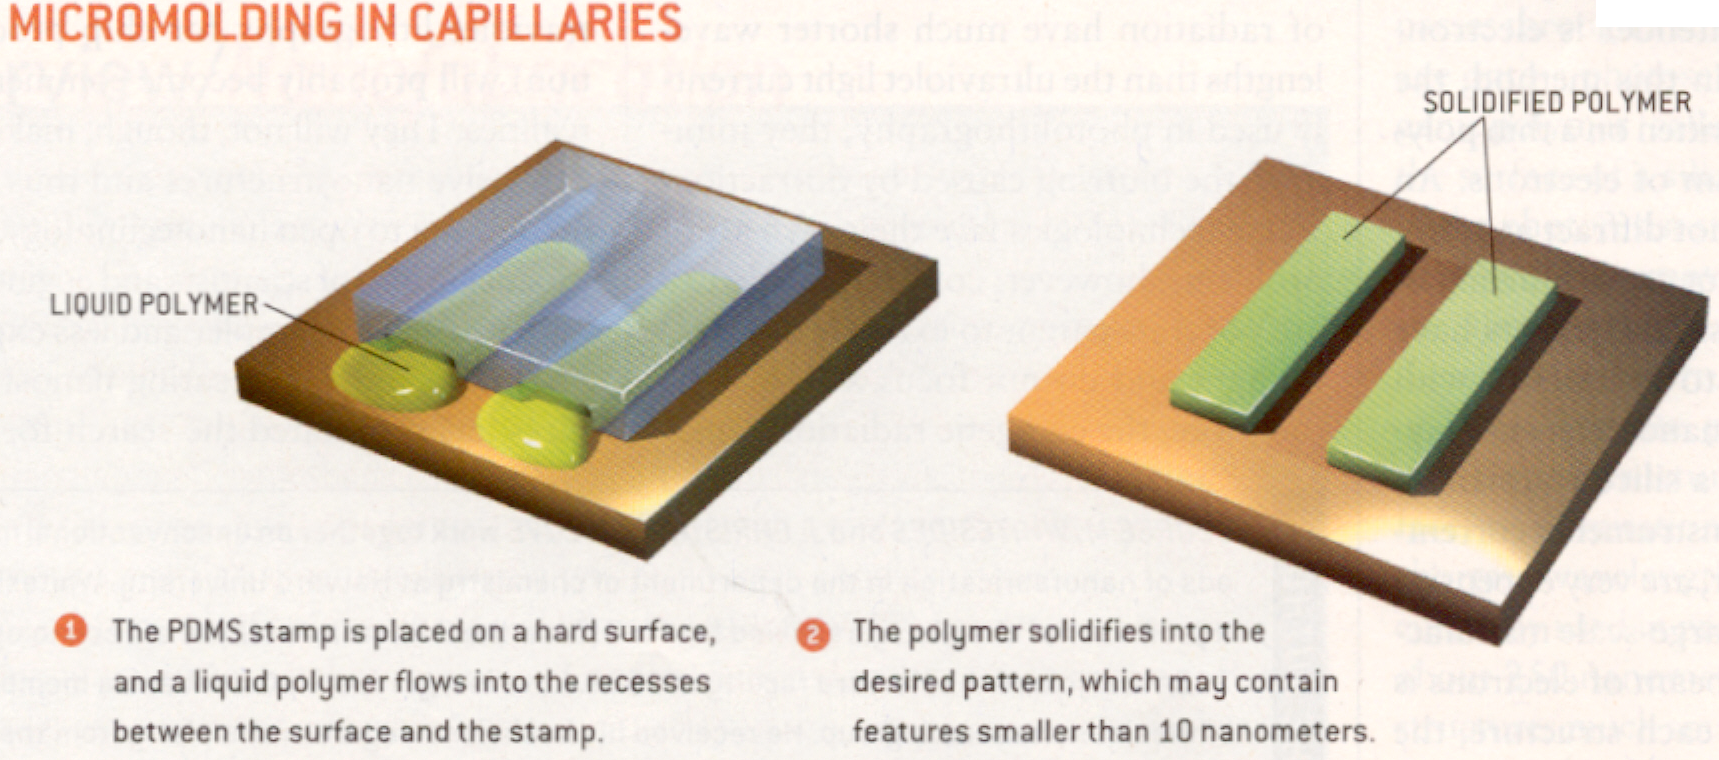 MICROMOLDING IN CAPILLARIES
SOLIDIFIED POLYMER
LIQUID POLYMER
1 The PDMS stamp is placed on a hard surface,
and a liquid polymer flows into the recesses
between the surface and the stamp.
2 The polymer solidifies into the
desired pattern, which may contain
features smaller than 10 nanometers.